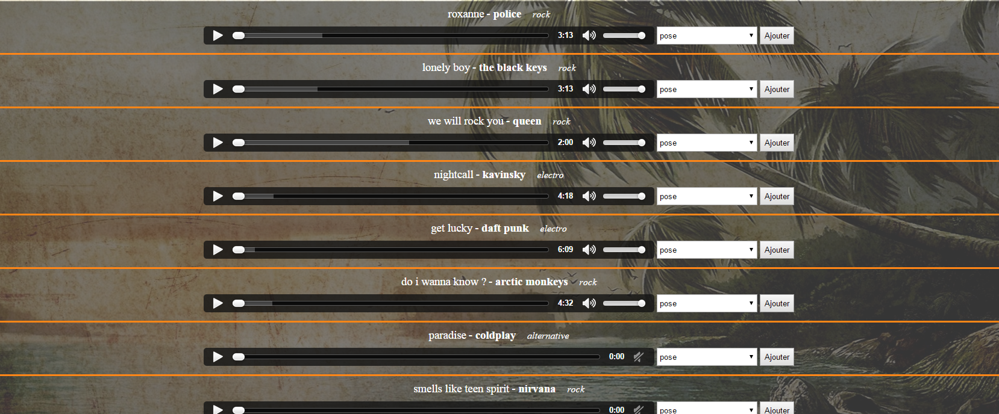 roxanne - police rock
3:13 pose Ajouter
lonely boy - the black keys rock
3:13 pose Ajouter
we will rock you - queen rock
2:00 pose Ajouter
nightcall - kavinsky electro
4:18 pose Ajouter
get lucky - daft punk electro
6:09 pose Ajouter
do i wanna know ? - arctic monkeys rock
4:32 pose Ajouter
paradise - coldplay alternative
0:00 pose Ajouter
smells like teen spirit - nirvana rock
0:00 pose Ajouter